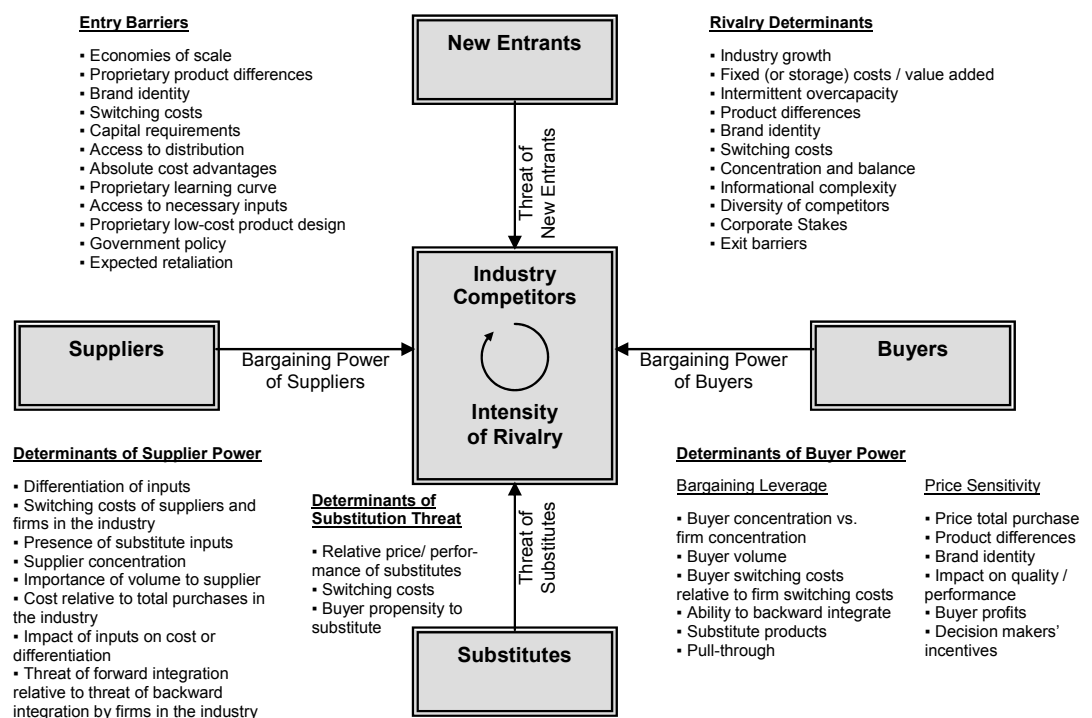 Entry Barriers
▪ Economies of scale
▪ Proprietary product differences
▪ Brand identity
▪ Switching costs
▪ Capital requirements
▪ Access to distribution
▪ Absolute cost advantages
▪ Proprietary learning curve
▪ Access to necessary inputs
▪ Proprietary low-cost product design
▪ Government policy
▪ Expected retaliation
New Entrants
Threat of
New Entrants
Rivalry Determinants
▪ Industry growth
▪ Fixed (or storage) costs / value added
▪ Intermittent overcapacity
▪ Product differences
▪ Brand identity
▪ Switching costs
▪ Concentration and balance
▪ Informational complexity
▪ Diversity of competitors
▪ Corporate Stakes
▪ Exit barriers
Suppliers
Bargaining Power
of Suppliers
Industry
Competitors
Intensity
of Rivalry
Bargaining Power
of Buyers
Buyers
Determinants of Supplier Power
▪ Differentiation of inputs
▪ Switching costs of suppliers and
firms in the industry
▪ Presence of substitute inputs
▪ Supplier concentration
▪ Importance of volume to supplier
▪ Cost relative to total purchases in
the industry
▪ Impact of inputs on cost or
differentiation
▪ Threat of forward integration
relative to threat of backward
integration by firms in the industry
Determinants of
Substitution Threat
▪ Relative price/ perfor-
mance of substitutes
▪ Switching costs
▪ Buyer propensity to
substitute
Threat of
Substitutes
Substitutes
Determinants of Buyer Power
Bargaining Leverage
▪ Buyer concentration vs.
firm concentration
▪ Buyer volume
▪ Buyer switching costs
relative to firm switching costs
▪ Ability to backward integrate
▪ Substitute products
▪ Pull-through
Price Sensitivity
▪ Price total purchase
▪ Product differences
▪ Brand identity
▪ Impact on quality /
performance
▪ Buyer profits
▪ Decision makers’
incentives